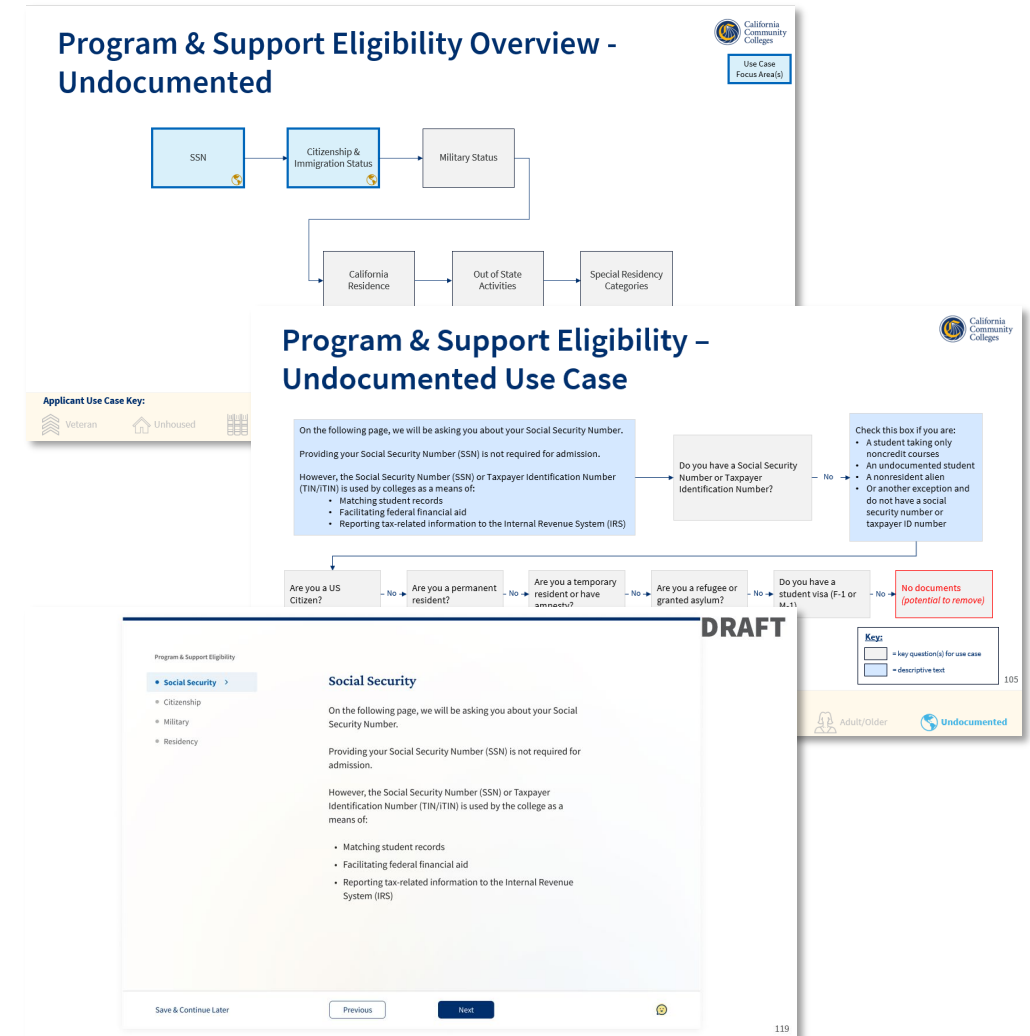 Program & Support Eligibility Overview -
Undocumented
California
Community
Colleges
Use Case
Focus Area(s)
SSN
Citizenship &
Immigration Status
Military Status
California
Residence
Out of State
Activities
Special Residency
Categories
Applicant Use Case Key:
Veteran
Unhoused
Program & Support Eligibility –
Undocumented Use Case
California
Community
Colleges
On the following page, we will be asking you about your Social Security Number.
Providing your Social Security Number (SSN) is not required for admission.
However, the Social Security Number (SSN) or Taxpayer Identification Number
(TIN/iTIN) is used by colleges as a means of:
• Matching student records
• Facilitating federal financial aid
• Reporting tax-related information to the Internal Revenue System (IRS)
Do you have a Social Security
Number or Taxpayer
Identification Number?
No
Check this box if you are:
• A student taking only
noncredit courses
• An undocumented student
• A nonresident alien
• Or another exception and
do not have a social
security number or
taxpayer ID number
Are you a US
Citizen?
No
Are you a permanent
resident?
No
Are you a temporary
resident or have
amnesty?
No
Are you a refugee or
granted asylum?
No
Do you have a
student visa (F-1 or
M-1)
No
No documents
(potential to remove)
Key:
= key question(s) for use case
= descriptive text
105
Adult/Older
Undocumented
DRAFT
Program & Support Eligibility
• Social Security >
• Citizenship
• Military
• Residency
Social Security
On the following page, we will be asking you about your Social
Security Number.
Providing your Social Security Number (SSN) is not required for
admission.
However, the Social Security Number (SSN) or Taxpayer
Identification Number (TIN/iTIN) is used by the college as a
means of:
• Matching student records
• Facilitating federal financial aid
• Reporting tax-related information to the Internal Revenue
System (IRS)
Save & Continue Later
Previous
Next
119